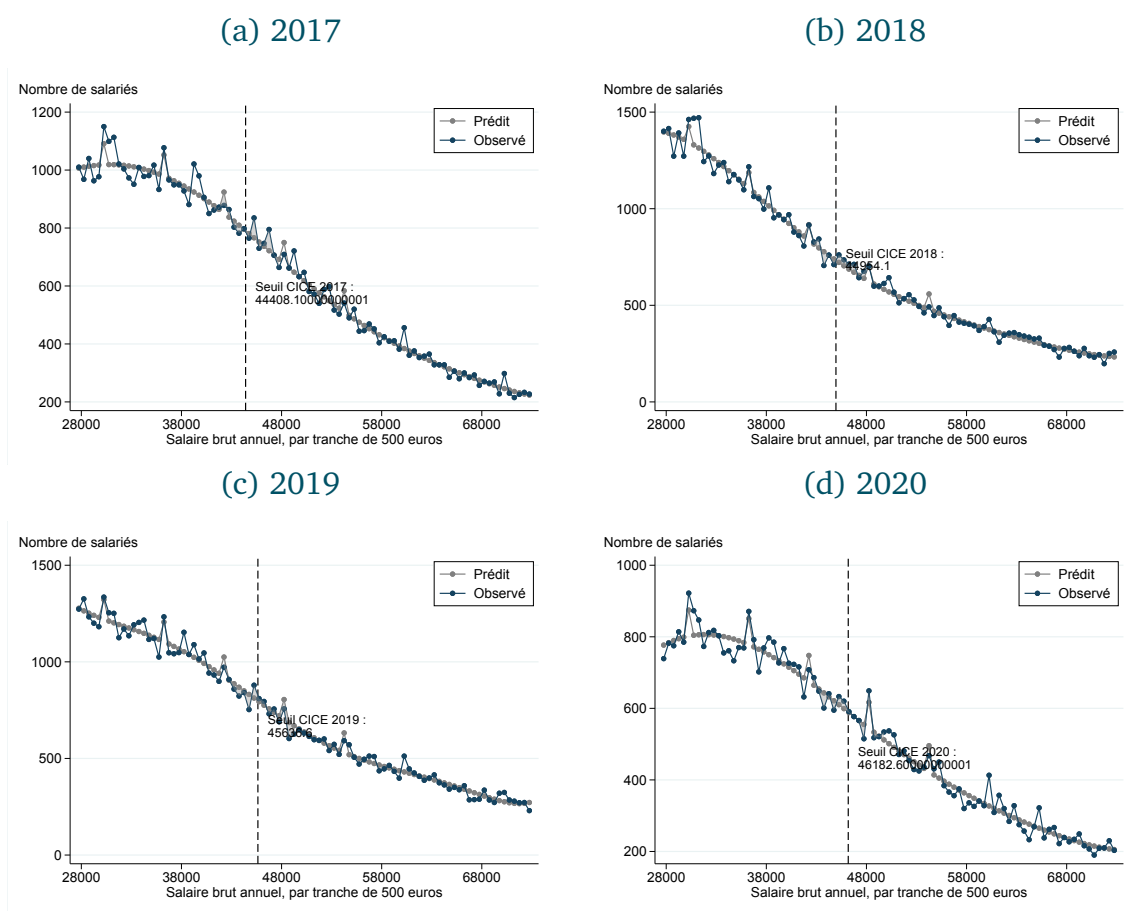 (a) 2017
Nombre de salariés
1200
1000
800
600
400
200
Prédit
Observé
Seuil CICE 2017 :
44408.10000000001
28000 38000 48000 58000 68000
Salaire brut annuel, par tranche de 500 euros
(b) 2018
Nombre de salariés
1500
1000
500
0
Prédit
Observé
Seuil CICE 2018 :
44954.1
28000 38000 48000 58000 68000
Salaire brut annuel, par tranche de 500 euros
(c) 2019
Nombre de salariés
1500
1000
500
0
Prédit
Observé
Seuil CICE 2019 :
28000 38000 48000 58000 68000
Salaire brut annuel, par tranche de 500 euros
(d) 2020
Nombre de salariés
1000
800
600
400
200
Prédit
Observé
Seuil CICE 2020 :
46182.60000000001
28000 38000 48000 58000 68000
Salaire brut annuel, par tranche de 500 euros